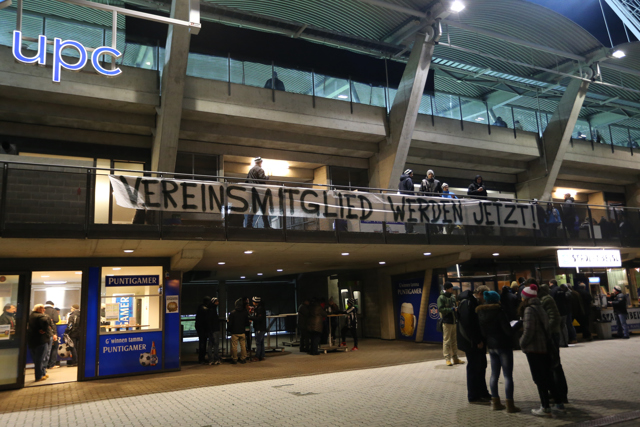 upc
VEREINSMITGLIED WERDEN JETZT!
PUNTIGAMER
G'winnen tamma
PUNTIGAMER